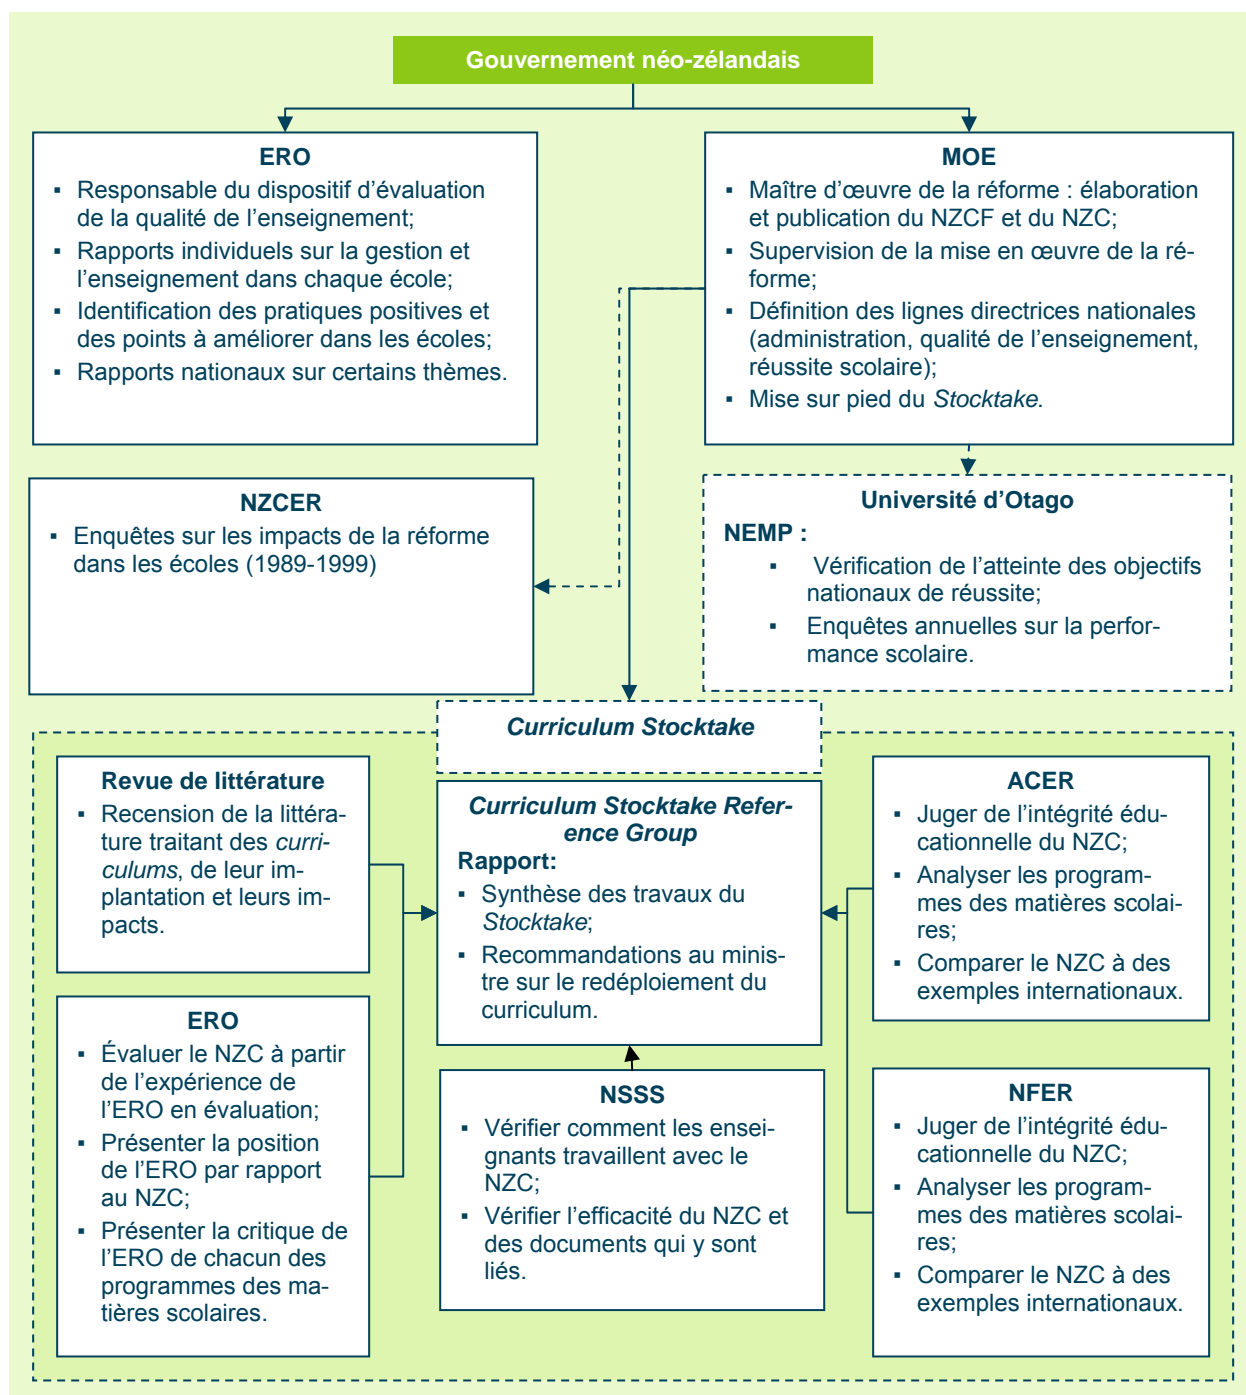 Gouvernement néo-zélandais
ERO
▪ Responsable du dispositif d’évaluation
de la qualité de l’enseignement;
▪ Rapports individuels sur la gestion et
l’enseignement dans chaque école;
▪ Identification des pratiques positives et
des points à améliorer dans les écoles;
▪ Rapports nationaux sur certains thèmes.
MOE
▪ Maître d’œuvre de la réforme : élaboration
et publication du NZCF et du NZC;
▪ Supervision de la mise en œuvre de la ré-
forme;
▪ Définition des lignes directrices nationales
(administration, qualité de l’enseignement,
réussite scolaire);
▪ Mise sur pied du Stocktake.
NZCER
▪ Enquêtes sur les impacts de la réforme
dans les écoles (1989-1999)
Université d’Otago
NEMP :
▪ Vérification de l’atteinte des objectifs
nationaux de réussite;
▪ Enquêtes annuelles sur la perfor-
mance scolaire.
Curriculum Stocktake
Revue de littérature
▪ Recension de la littéra-
ture traitant des curri-
culums, de leur im-
plantation et leurs im-
pacts.
ERO
▪ Évaluer le NZC à partir
de l’expérience de
l’ERO en évaluation;
▪ Présenter la position
de l’ERO par rapport
au NZC;
▪ Présenter la critique de
l’ERO de chacun des
programmes des ma-
tières scolaires.
Curriculum Stocktake Refer-
ence Group
Rapport:
▪ Synthèse des travaux du
Stocktake;
▪ Recommandations au minis-
tre sur le redéploiement du
curriculum.
NSSS
▪ Vérifier comment les ensei-
gnants travaillent avec le
NZC;
▪ Vérifier l’efficacité du NZC et
des documents qui y sont
liés.
ACER
▪ Juger de l’intégrité édu-
cationnelle du NZC;
▪ Analyser les program-
mes des matières scolai-
res;
▪ Comparer le NZC à des
exemples internationaux.
NFER
▪ Juger de l’intégrité édu-
cationnelle du NZC;
▪ Analyser les program-
mes des matières scolai-
res;
▪ Comparer le NZC à des
exemples internationaux.